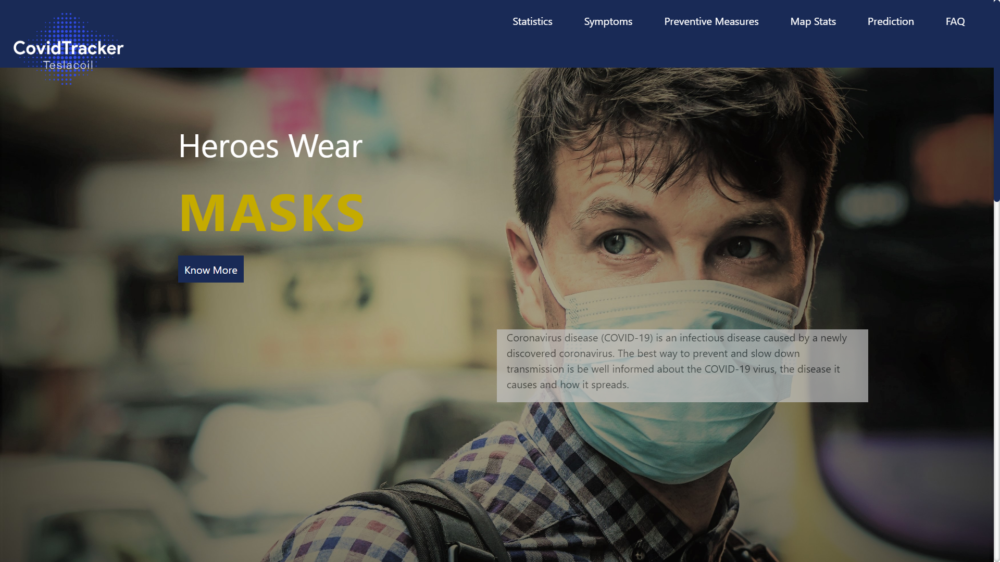 CovidTracker
Teslacoil
Statistics Symptoms Preventive Measures Map Stats Prediction FAQ
Heroes Wear
MASKS
Know More
Coronavirus disease (COVID-19) is an infectious disease caused by a newly
discovered coronavirus. The best way to prevent and slow down
transmission is be well informed about the COVID-19 virus, the disease it
causes and how it spreads.